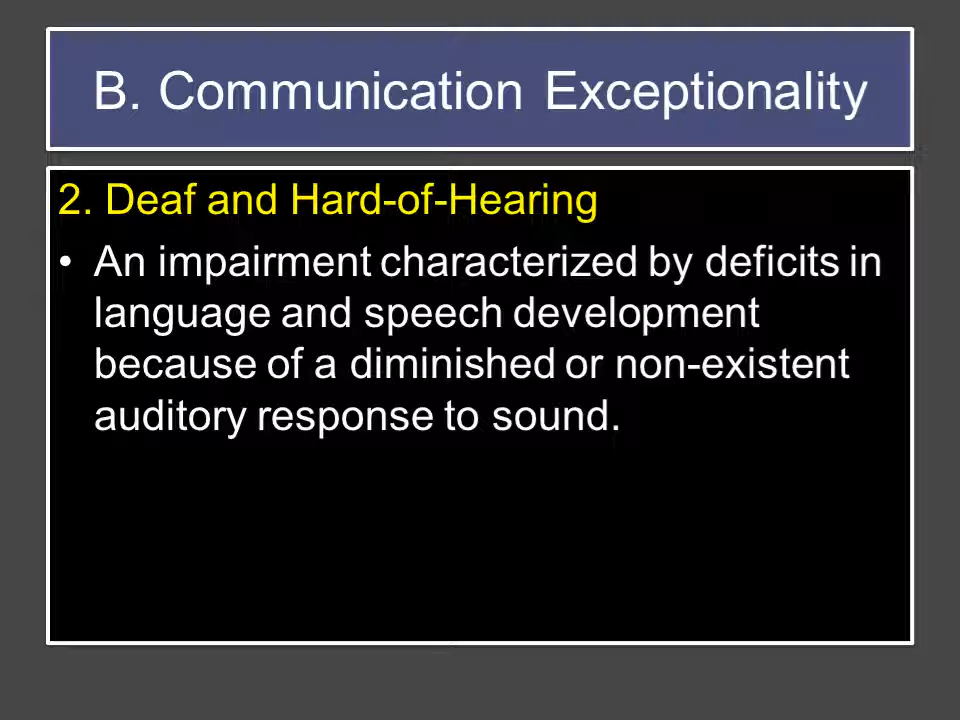 B. Communication Exceptionality
2. Deaf and Hard-of-Hearing
• An impairment characterized by deficits in
language and speech development
because of a diminished or non-existent
auditory response to sound.